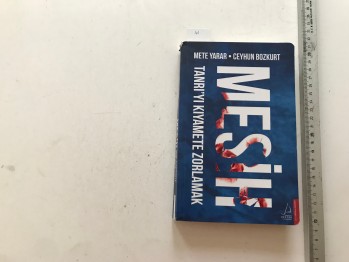 METE YARAR • CEYHUN BOZKURT
MESİH
TANRI'YI KIYAMETE ZORLAMAK